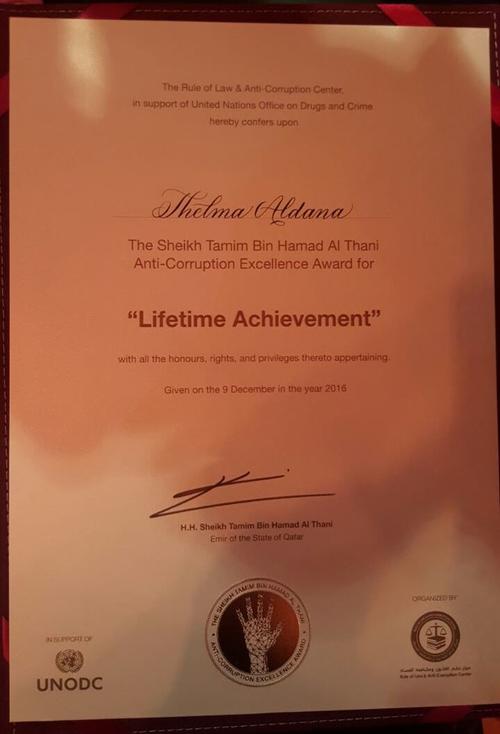 The Rule of Law & Anti-Corruption Center,
in support of United Nations Office on Drugs and Crime
hereby confers upon
Thelma Aldana
The Sheikh Tamim Bin Hamad Al Thani
Anti-Corruption Excellence Award for
“Lifetime Achievement”
with all the honours, rights, and privileges thereto appertaining.
Given on the 9 December in the year 2016
H.H. Sheikh Tamim Bin Hamad Al Thani
Emir of the State of Qatar
THE SHEIKH TAMIM BIN HAMAD AL THANI
ANTI-CORRUPTION EXCELLENCE AWARD
IN SUPPORT OF
UNODC
ORGANIZED BY
Rule of Law & Anti-Corruption Center